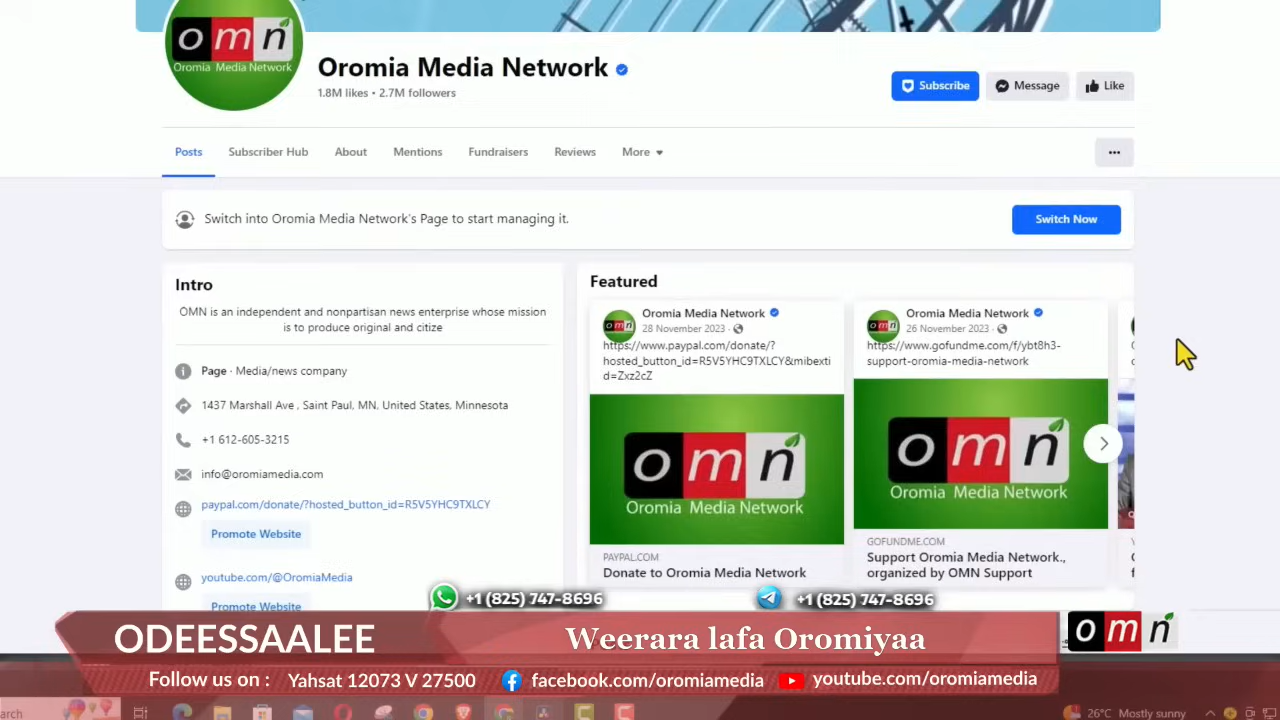 omn
Oromia Media Network
Oromia Media Network
1.8M likes • 2.7M followers
Subscribe
Message
Like
Posts
Subscriber Hub
About
Mentions
Fundraisers
Reviews
More
Switch into Oromia Media Network's Page to start managing it.
Switch Now
Intro
OMN is an independent and nonpartisan news enterprise whose mission
is to produce original and citize
Page · Media/news company
1437 Marshall Ave , Saint Paul, MN, United States, Minnesota
+1 612-605-3215
info@oromiamedia.com
paypal.com/donate/?hosted_button_id=R5V5YHC9TXLCY
Promote Website
youtube.com/@OromiaMedia
Promote Website
Featured
omn
Oromia Media Network
28 November 2023 ·
https://www.paypal.com/donate/?
hosted_button_id=R5V5YHC9TXLCY&mibexti
d=Zxz2cZ
omn
Oromia Media Network
PAYPAL.COM
Donate to Oromia Media Network
omn
Oromia Media Network
26 November 2023 ·
https://www.gofundme.com/f/ybt8h3-
support-oromia-media-network
omn
Oromia Media Network
GOFUNDME.COM
Support Oromia Media Network.,
organized by OMN Support
+1 (825) 747-8696
+1 (825) 747-8696
ODEESSAALEE
Weerara lafa Oromiyaa
omn
Follow us on :
Yahsat 12073 V 27500
facebook.com/oromiamedia
youtube.com/oromiamedia
arch
26°C Mostly sunny